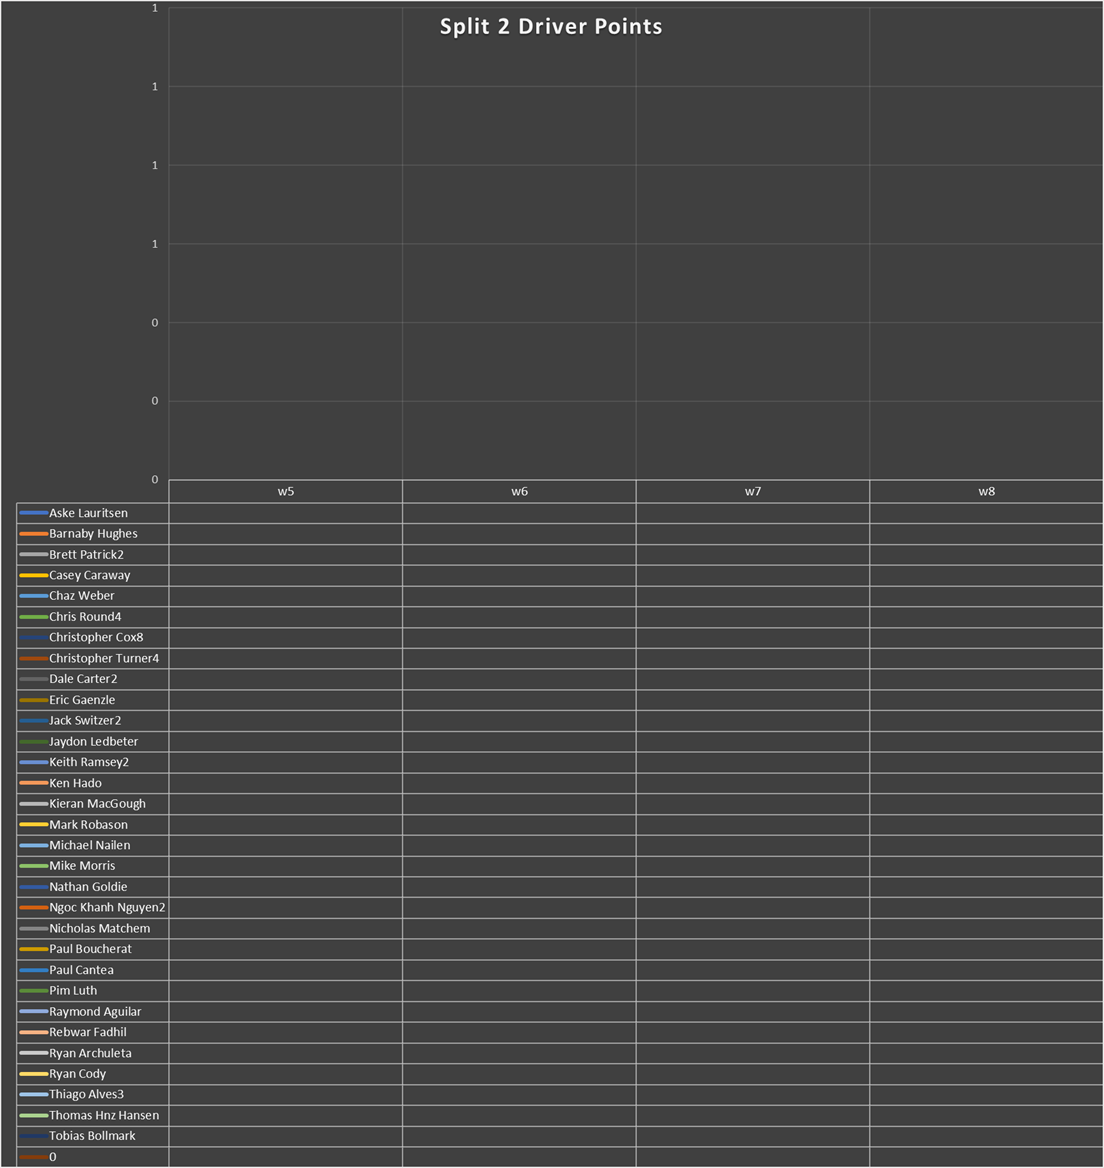 Split 2 Driver Points
1
1
1
1
0
0
0
w5 w6 w7 w8
Aske Lauritsen
Barnaby Hughes
Brett Patrick2
Casey Caraway
Chaz Weber
Chris Round4
Christopher Cox8
Christopher Turner4
Dale Carter2
Eric Gaenzle
Jack Switzer2
Jaydon Ledbeter
Keith Ramsey2
Ken Hado
Kieran MacGough
Mark Robason
Michael Nailen
Mike Morris
Nathan Goldie
Ngoc Khanh Nguyen2
Nicholas Matchem
Paul Boucherat
Paul Cantea
Pim Luth
Raymond Aguilar
Rebwar Fadhil
Ryan Archuleta
Ryan Cody
Thiago Alves3
Thomas Hnz Hansen
Tobias Bollmark
0